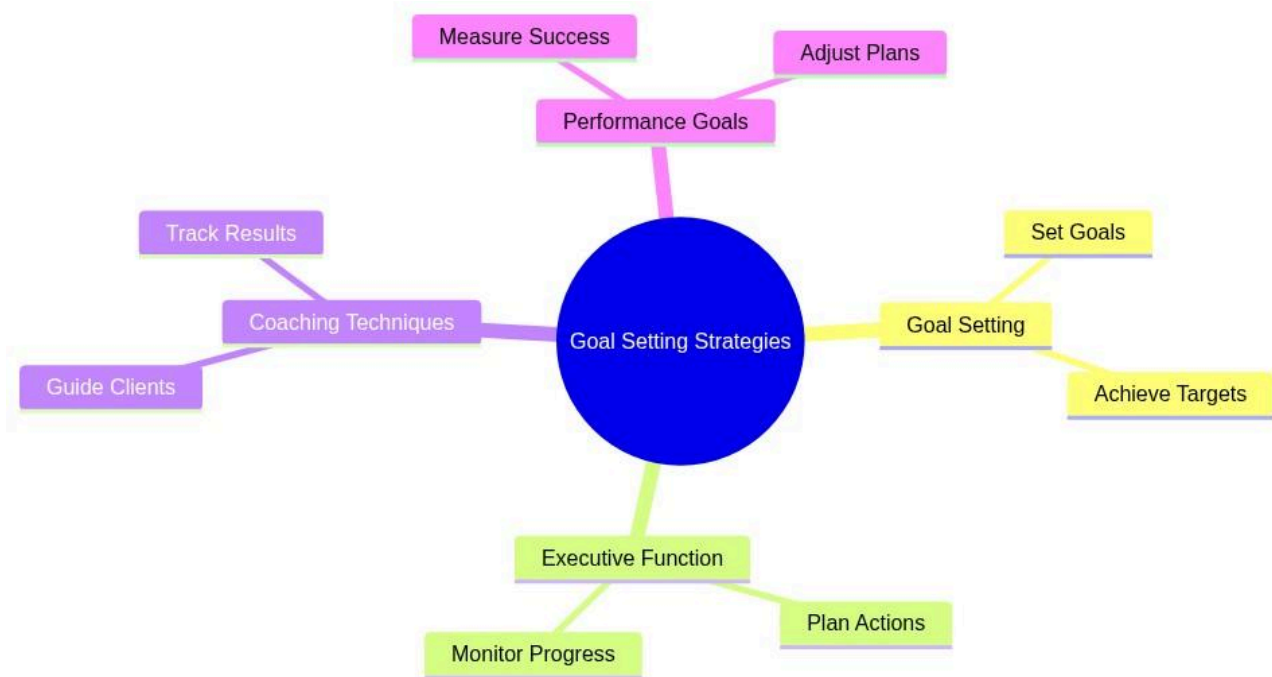 Measure Success
Adjust Plans
Performance Goals
Track Results
Set Goals
Coaching Techniques
Goal Setting Strategies
Goal Setting
Guide Clients
Achieve Targets
Executive Function
Plan Actions
Monitor Progress